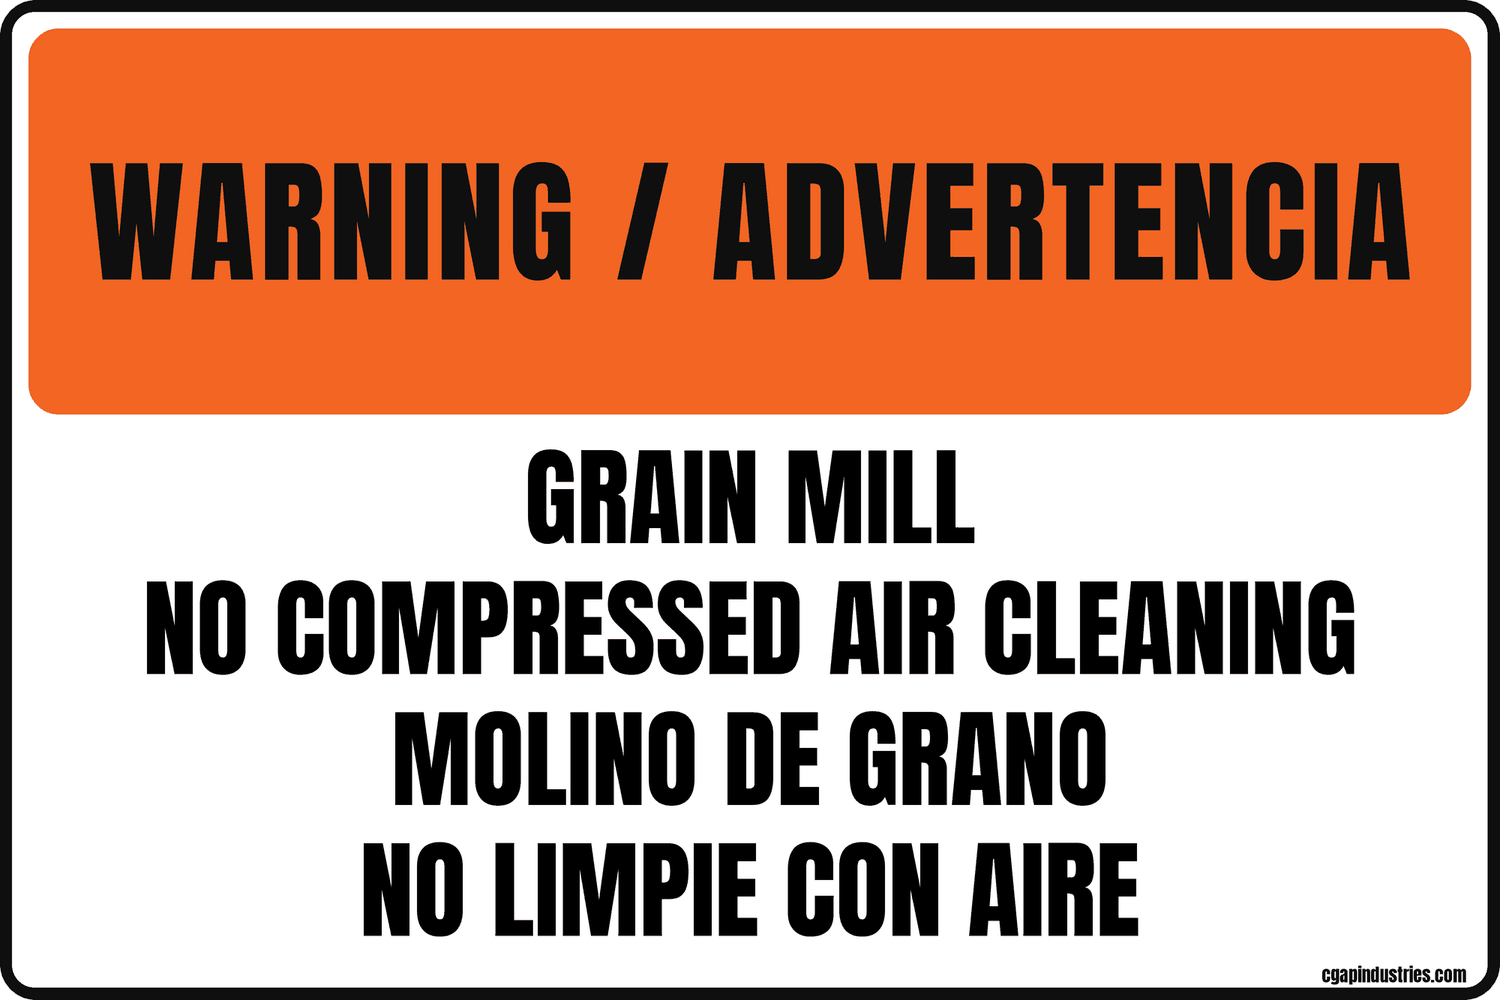 WARNING / ADVERTENCIA
GRAIN MILL
NO COMPRESSED AIR CLEANING
MOLINO DE GRANO
NO LIMPIE CON AIRE
cgapindustries.com